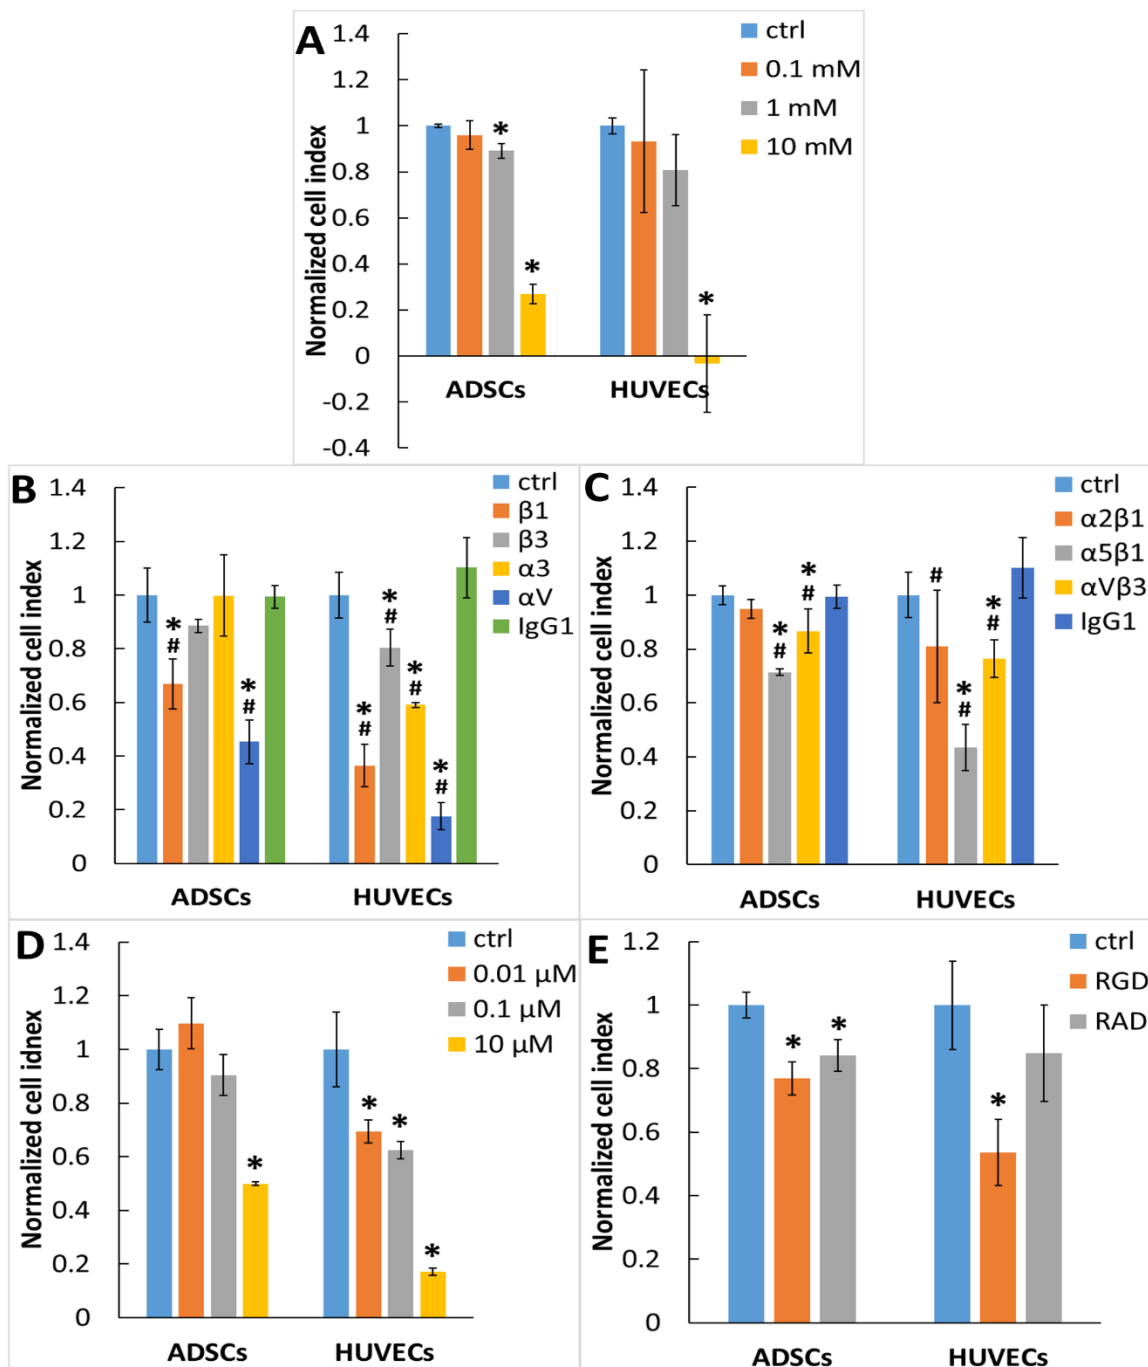 A
Normalized cell index
1.4
1.2
1
0.8
0.6
0.4
0.2
0
-0.2
-0.4
ctrl
0.1 mM
1 mM
10 mM
*
*
*
ADSCs
HUVECs
B
Normalized cell index
1.4
1.2
1
0.8
0.6
0.4
0.2
0
ctrl
β1
β3
α3
αV
IgG1
*
#
*
#
*
#
*
#
*
#
*
#
ADSCs
HUVECs
C
Normalized cell index
1.4
1.2
1
0.8
0.6
0.4
0.2
0
ctrl
α2β1
α5β1
αVβ3
IgG1
*
#
*
#
#
*
#
*
#
ADSCs
HUVECs
D
Normalized cell idnex
1.4
1.2
1
0.8
0.6
0.4
0.2
0
ctrl
0.01 μM
0.1 μM
10 μM
*
*
*
*
ADSCs
HUVECs
E
Normalized cell index
1.2
1
0.8
0.6
0.4
0.2
0
ctrl
RGD
RAD
*
*
*
ADSCs
HUVECs